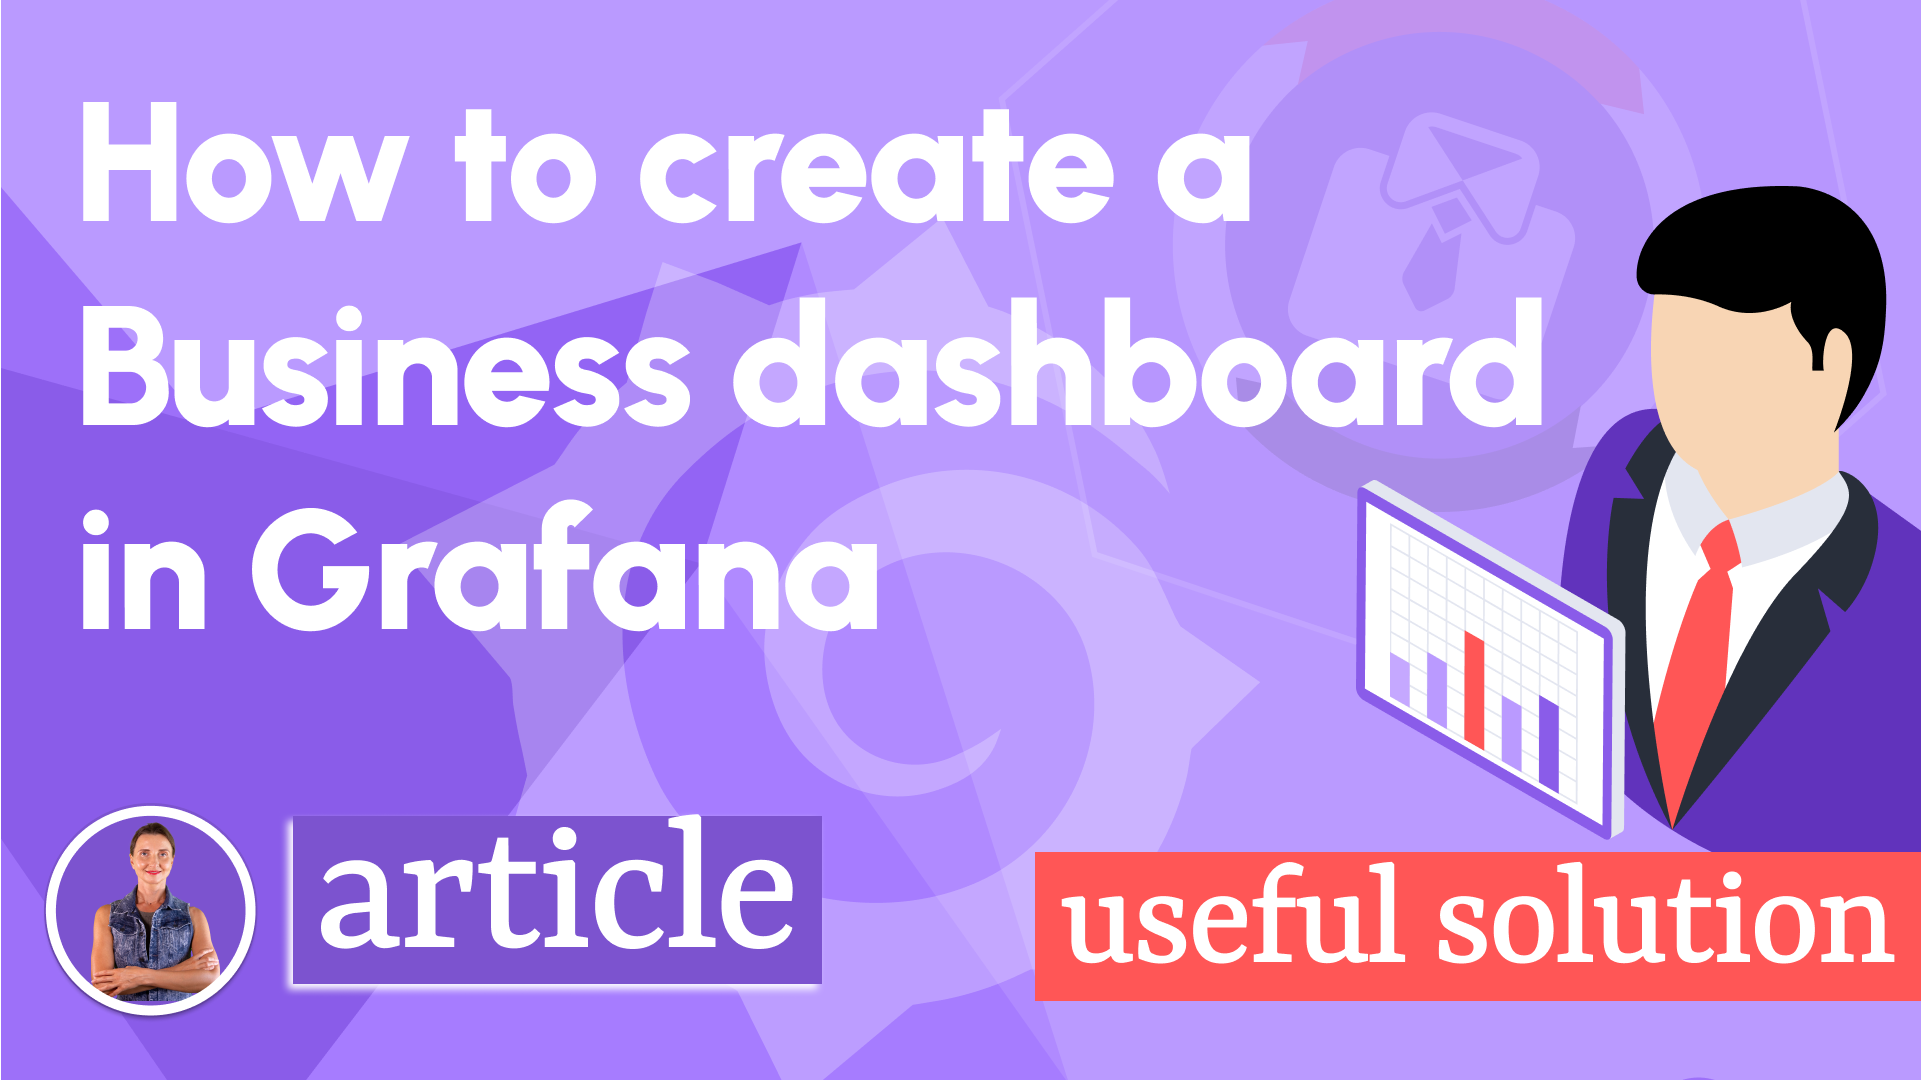 How to create a
Business dashboard
in Grafana
article
useful solution